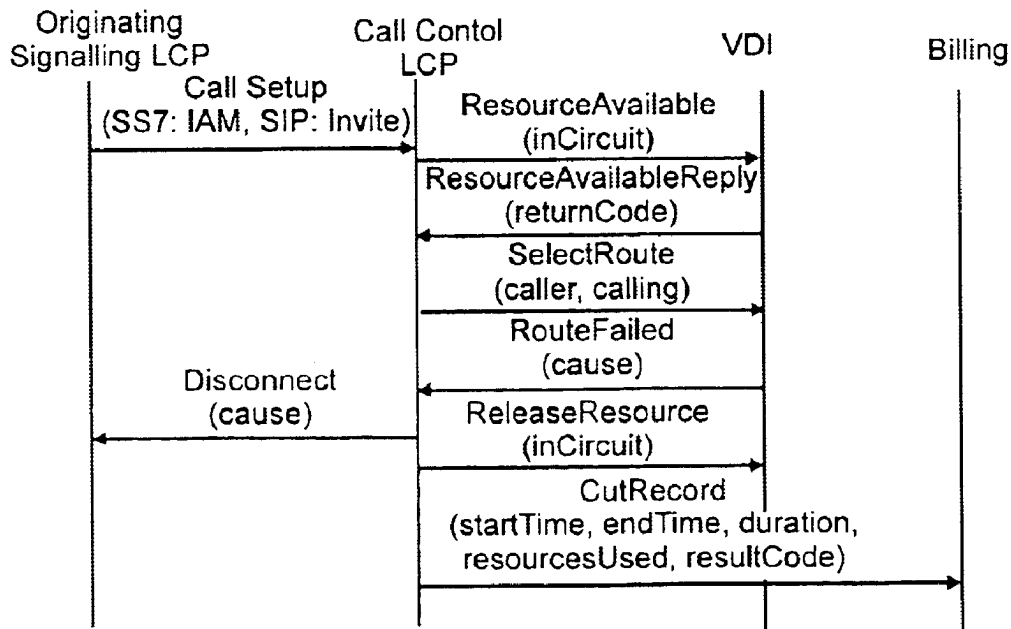 Originating
Signalling LCP
Call Contol
LCP
VDI
Billing
Call Setup
(SS7: IAM, SIP: Invite)
ResourceAvailable
(inCircuit)
ResourceAvailableReply
(returnCode)
SelectRoute
(caller, calling)
RouteFailed
(cause)
Disconnect
(cause)
ReleaseResource
(inCircuit)
CutRecord
(startTime, endTime, duration,
resourcesUsed, resultCode)